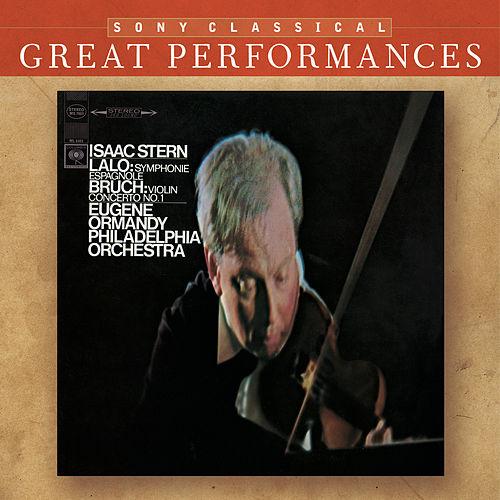 SONY CLASSICAL
GREAT PERFORMANCES
STEREO
ISAAC STERN
LALO: SYMPHONIE
ESPAGNOLE
BRUCH: VIOLIN
CONCERTO NO. 1
EUGENE
ORMANDY
PHILADELPHIA
ORCHESTRA